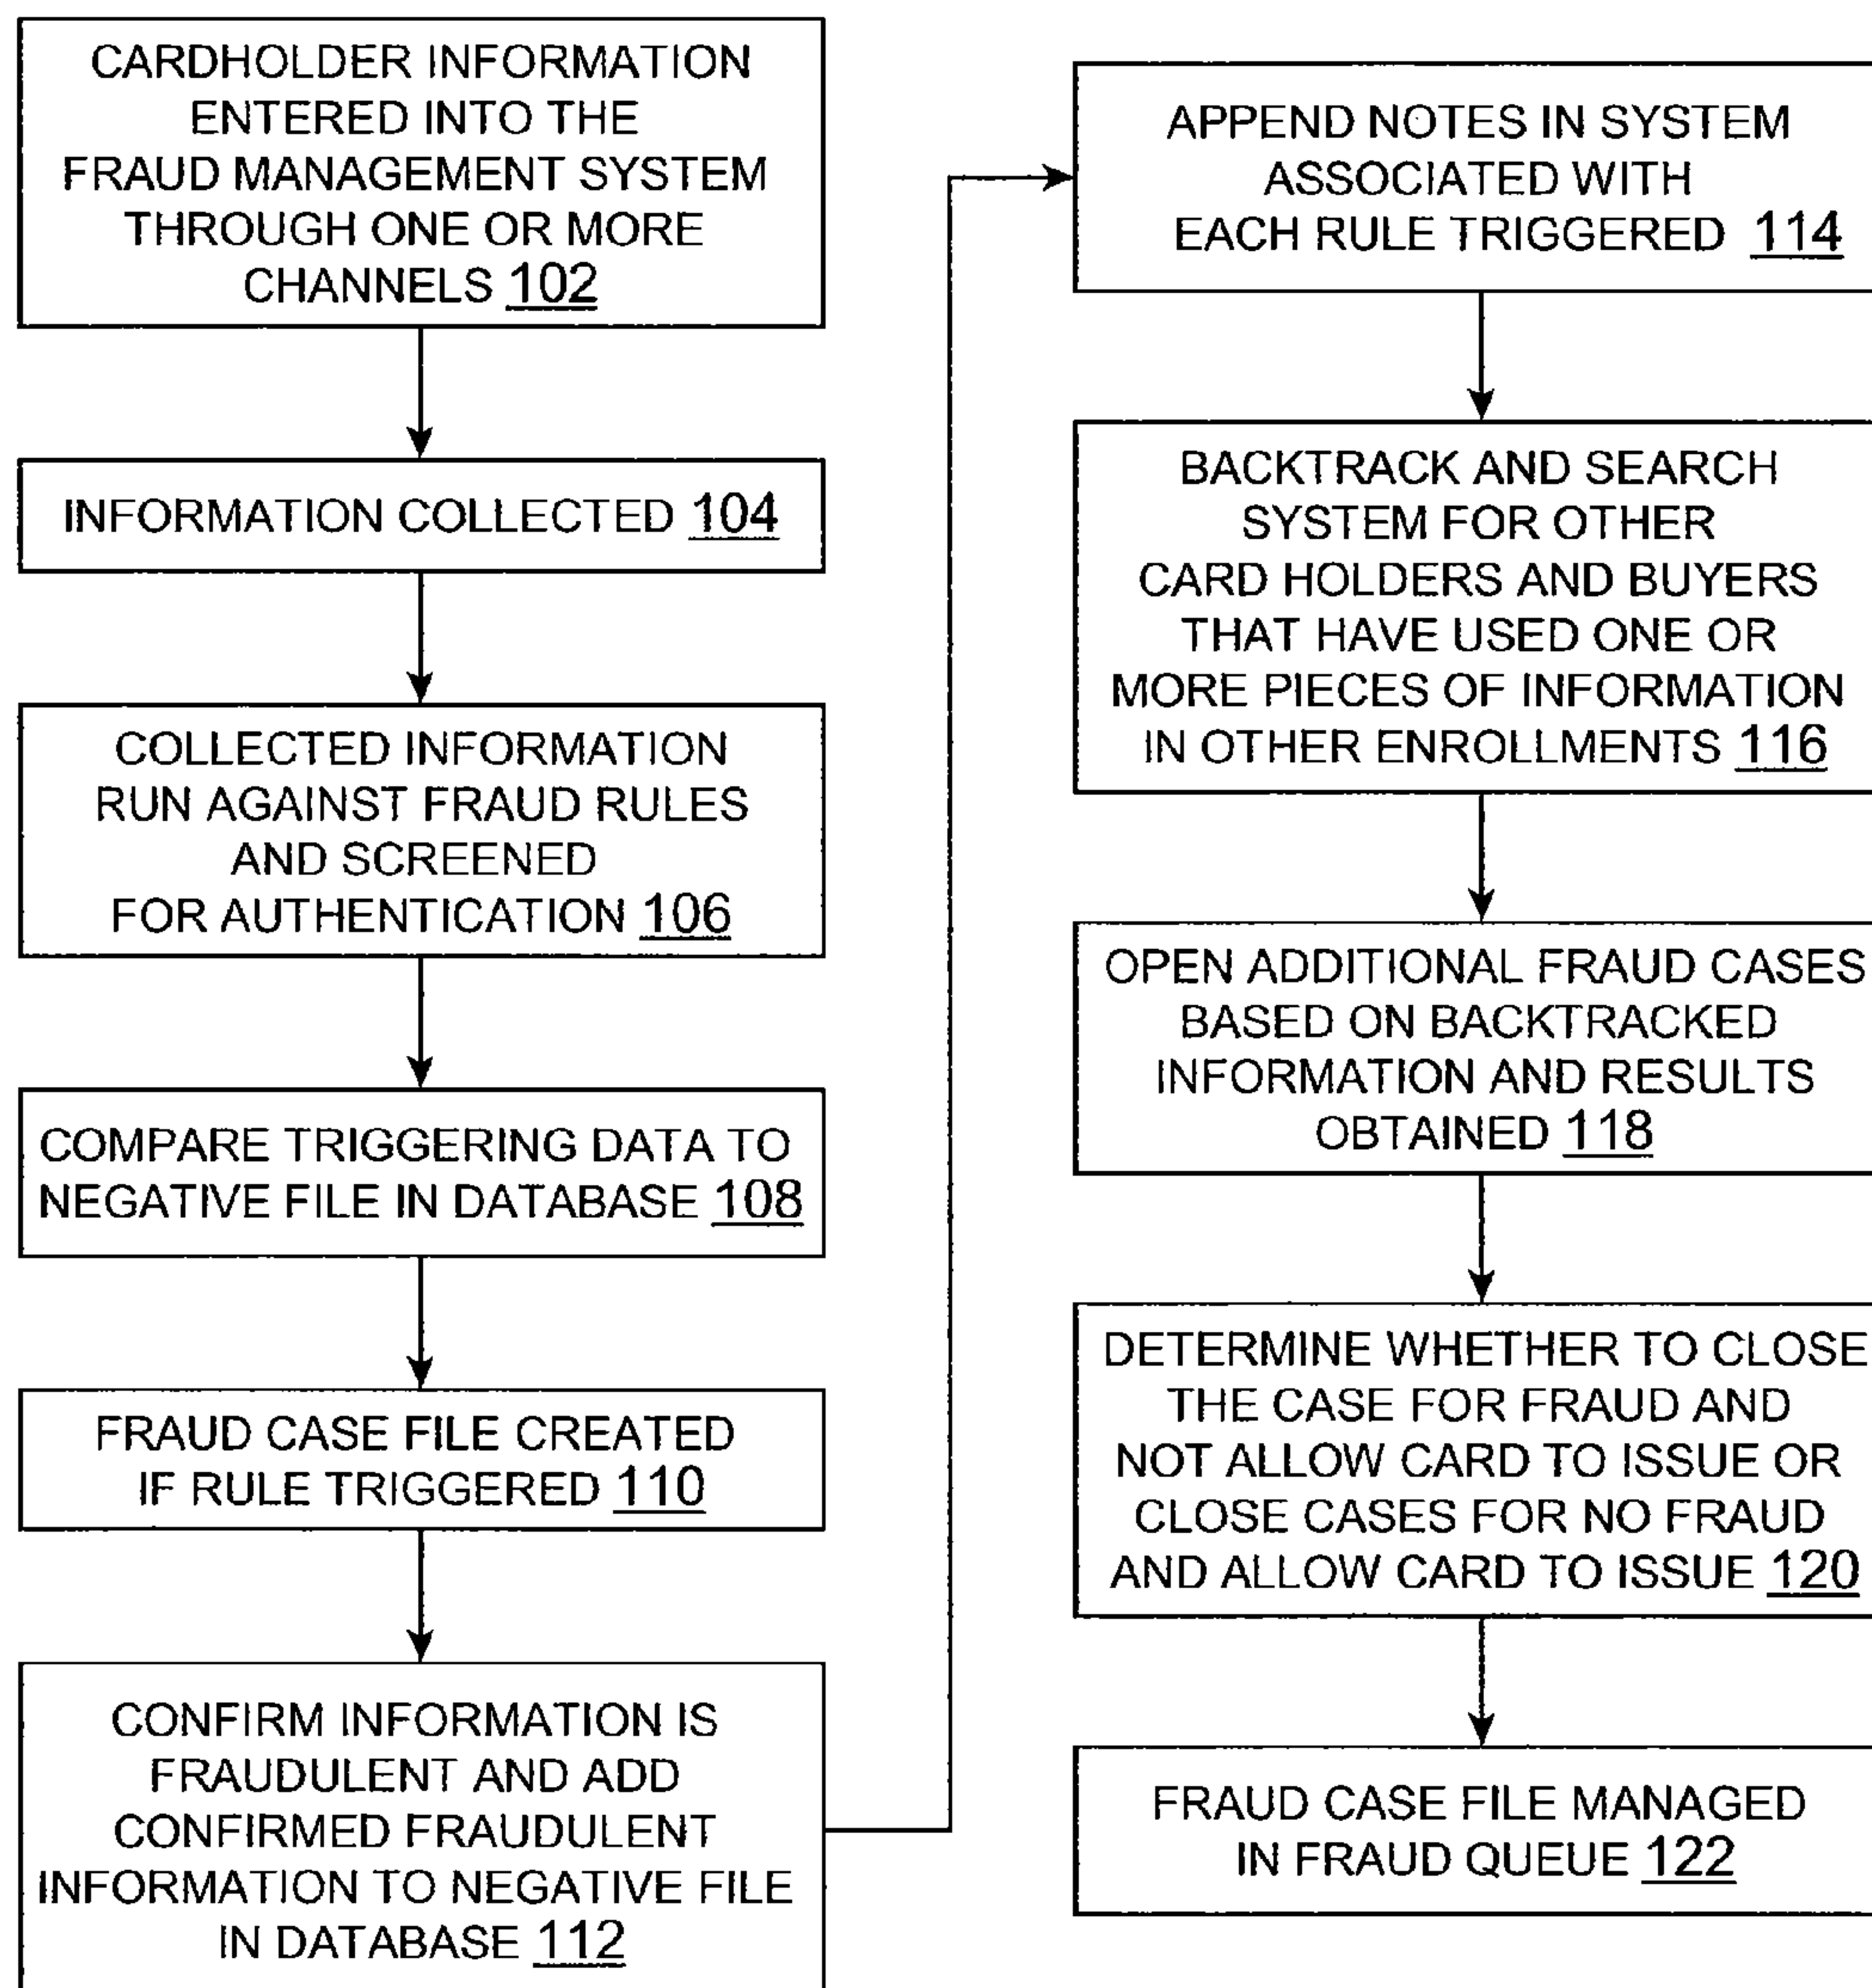 CARDHOLDER INFORMATION
ENTERED INTO THE
FRAUD MANAGEMENT SYSTEM
THROUGH ONE OR MORE
CHANNELS 102
INFORMATION COLLECTED 104
COLLECTED INFORMATION
RUN AGAINST FRAUD RULES
AND SCREENED
FOR AUTHENTICATION 106
COMPARE TRIGGERING DATA TO
NEGATIVE FILE IN DATABASE 108
FRAUD CASE FILE CREATED
IF RULE TRIGGERED 110
CONFIRM INFORMATION IS
FRAUDULENT AND ADD
CONFIRMED FRAUDULENT
INFORMATION TO NEGATIVE FILE
IN DATABASE 112
APPEND NOTES IN SYSTEM
ASSOCIATED WITH
EACH RULE TRIGGERED 114
BACKTRACK AND SEARCH
SYSTEM FOR OTHER
CARD HOLDERS AND BUYERS
THAT HAVE USED ONE OR
MORE PIECES OF INFORMATION
IN OTHER ENROLLMENTS 116
OPEN ADDITIONAL FRAUD CASES
BASED ON BACKTRACKED
INFORMATION AND RESULTS
OBTAINED 118
DETERMINE WHETHER TO CLOSE
THE CASE FOR FRAUD AND
NOT ALLOW CARD TO ISSUE OR
CLOSE CASES FOR NO FRAUD
AND ALLOW CARD TO ISSUE 120
FRAUD CASE FILE MANAGED
IN FRAUD QUEUE 122